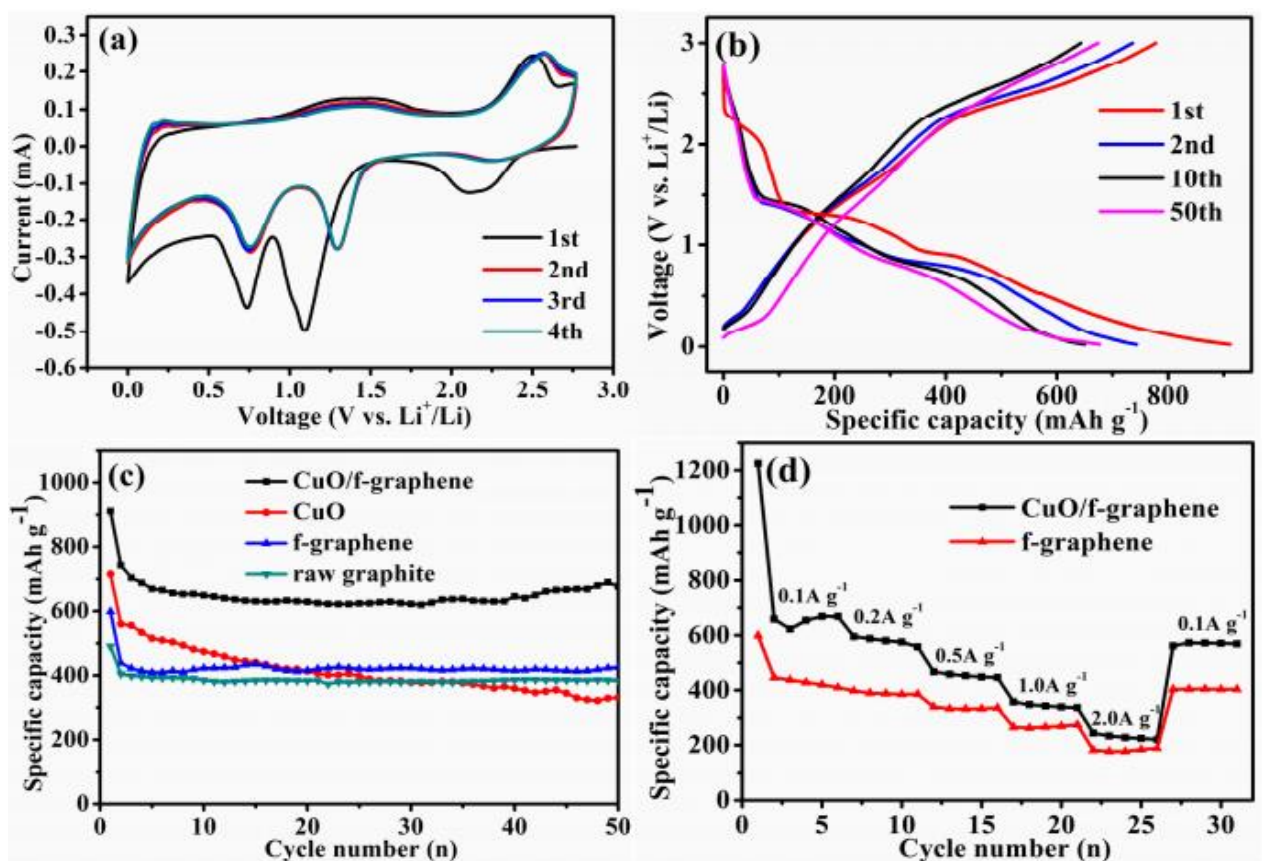 (a)
0.3
0.2
0.1
0.0
-0.1
-0.2
-0.3
-0.4
-0.5
-0.6
Current (mA)
1st
2nd
3rd
4th
0.0 0.5 1.0 1.5 2.0 2.5 3.0
Voltage (V vs. Li⁺/Li)
(b)
3
2
1
0
Voltage (V vs. Li⁺/Li)
1st
2nd
10th
50th
0 200 400 600 800
Specific capacity (mAh g⁻¹)
(c)
1000
800
600
400
200
0
Specific capacity (mAh g⁻¹)
CuO/f-graphene
CuO
f-graphene
raw graphite
0 10 20 30 40 50
Cycle number (n)
(d)
1200
1000
800
600
400
200
0
Specific capacity (mAh g⁻¹)
CuO/f-graphene
f-graphene
0.1A g⁻¹
0.2A g⁻¹
0.5A g⁻¹
1.0A g⁻¹
2.0A g⁻¹
0.1A g⁻¹
0 5 10 15 20 25 30
Cycle number (n)